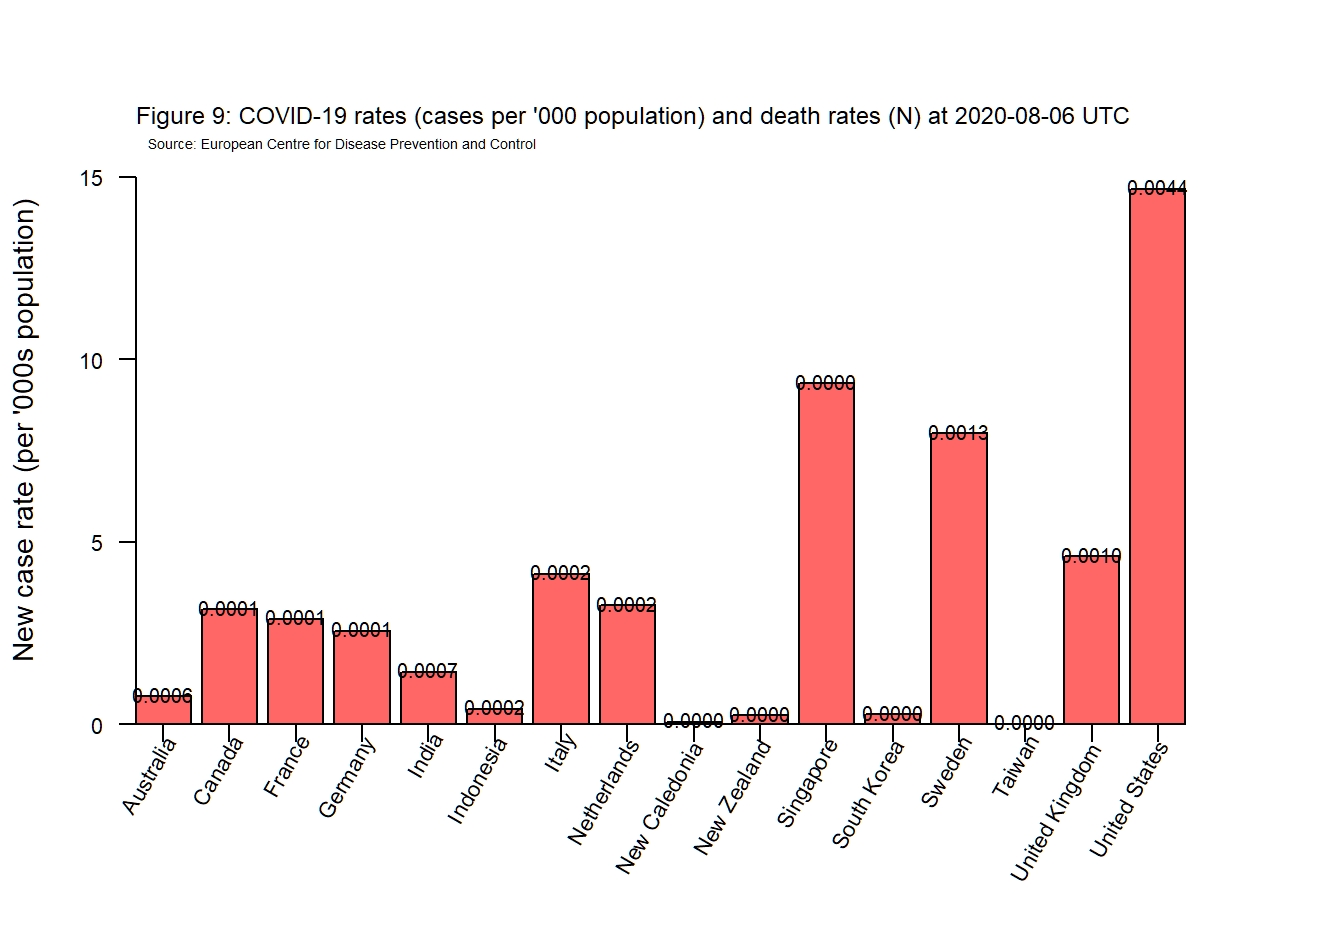 Figure 9: COVID-19 rates (cases per '000 population) and death rates (N) at 2020-08-06 UTC
Source: European Centre for Disease Prevention and Control
New case rate (per '000s population)
15
10
5
0
0.0006
0.0001
0.0001
0.0001
0.0007
0.0002
0.0002
0.0002
0.0000
0.0000
0.0000
0.0000
0.0013
0.0000
0.0010
0.0044
Australia
Canada
France
Germany
India
Indonesia
Italy
Netherlands
New Caledonia
New Zealand
Singapore
South Korea
Sweden
Taiwan
United Kingdom
United States